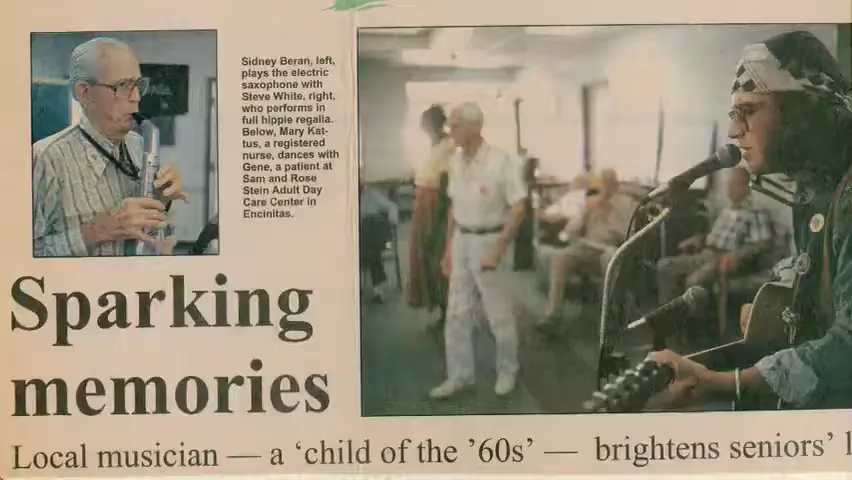 Sidney Beran, left,
plays the electric
saxophone with
Steve White, right,
who performs in
full hippie regalia.
Below, Mary Kat-
tus, a registered
nurse, dances with
Gene, a patient at
Sam and Rose
Stein Adult Day
Care Center in
Encinitas.
Sparking
memories
Local musician — a ‘child of the ’60s’ — brightens seniors’ l